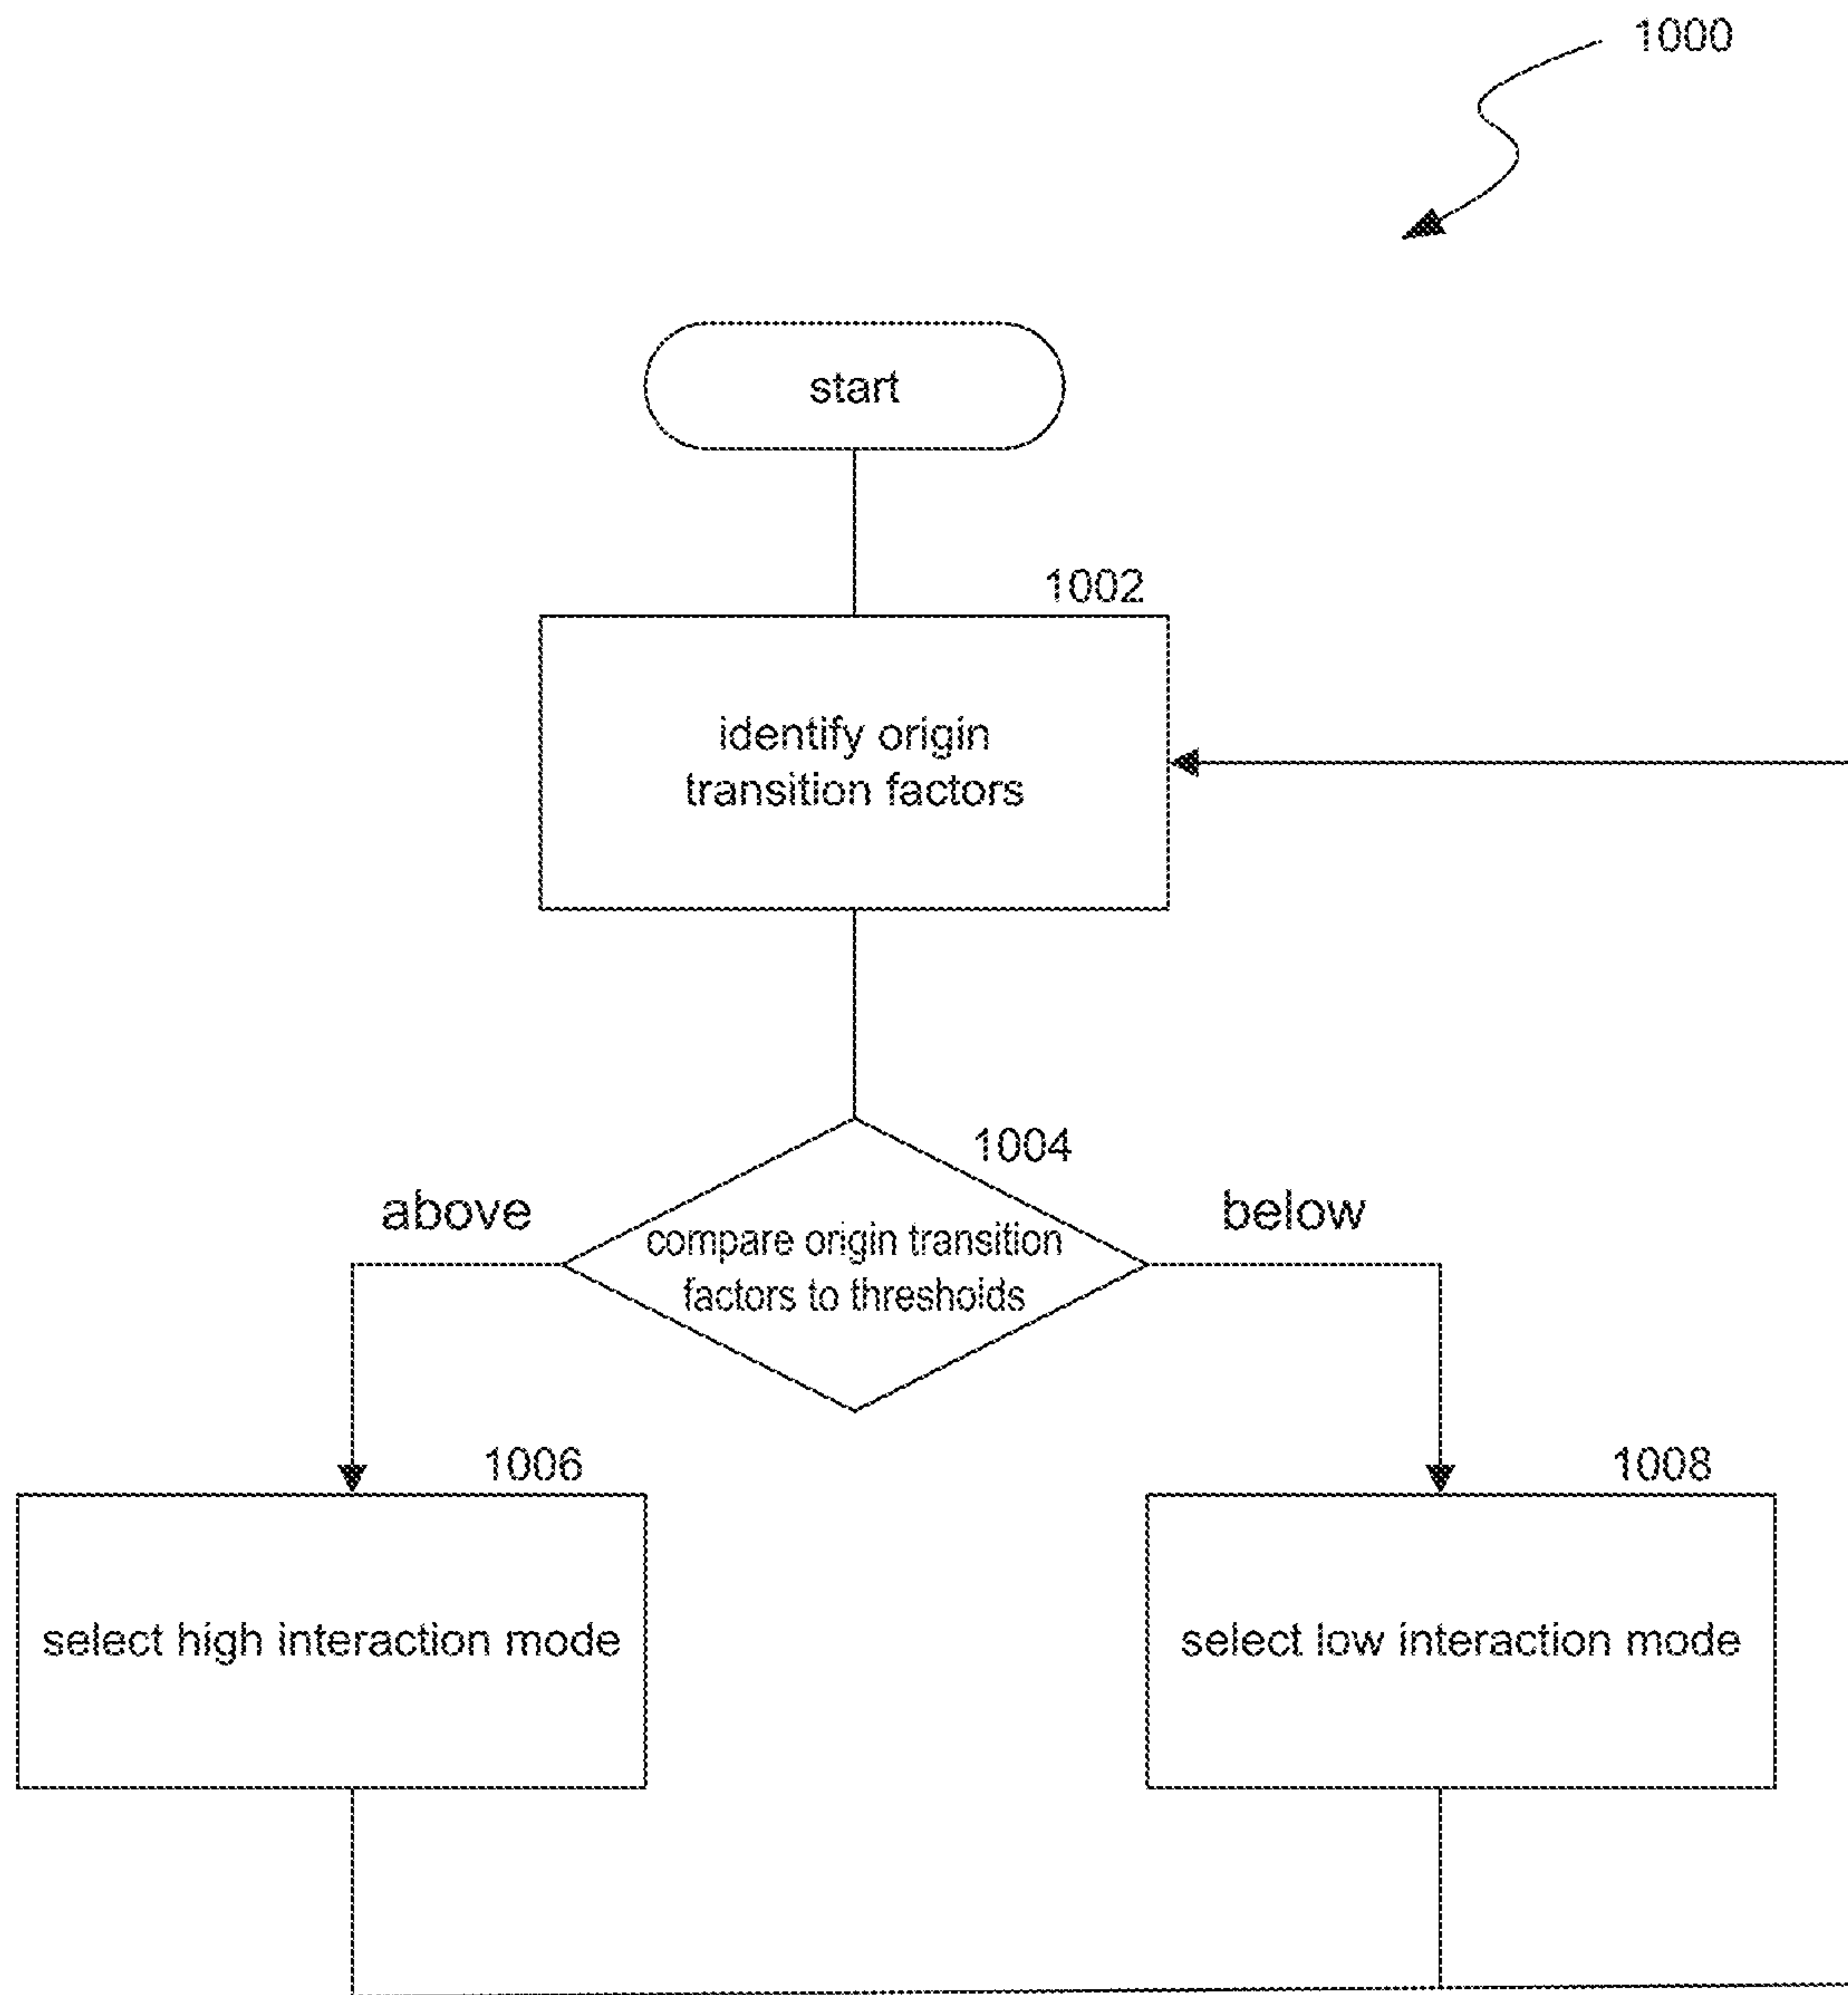 1000
start
1002
identify origin
transition factors
1004
above
below
compare origin transition
factors to thresholds
1006
1008
select high interaction mode
select low interaction mode